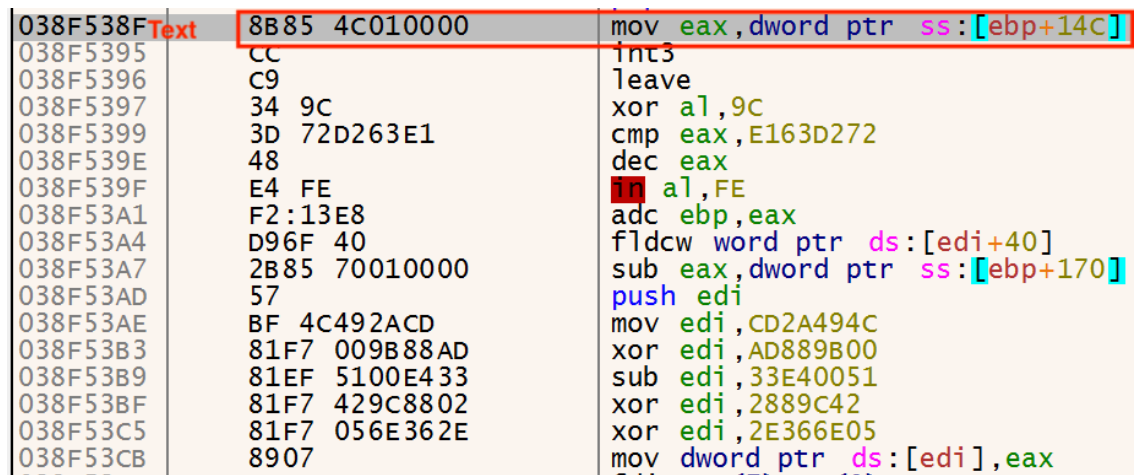 038F538F Text 8B85 4C010000 mov eax,dword ptr ss:[ebp+14C]
038F5395 CC int3
038F5396 C9 leave
038F5397 34 9C xor al,9C
038F5399 3D 72D263E1 cmp eax,E163D272
038F539E 48 dec eax
038F539F E4 FE in al,FE
038F53A1 F2:13E8 adc ebp,eax
038F53A4 D96F 40 fldcw word ptr ds:[edi+40]
038F53A7 2B85 70010000 sub eax,dword ptr ss:[ebp+170]
038F53AD 57 push edi
038F53AE BF 4C492ACD mov edi,CD2A494C
038F53B3 81F7 009B88AD xor edi,AD889B00
038F53B9 81EF 5100E433 sub edi,33E40051
038F53BF 81F7 429C8802 xor edi,2889C42
038F53C5 81F7 056E362E xor edi,2E366E05
038F53CB 8907 mov dword ptr ds:[edi],eax